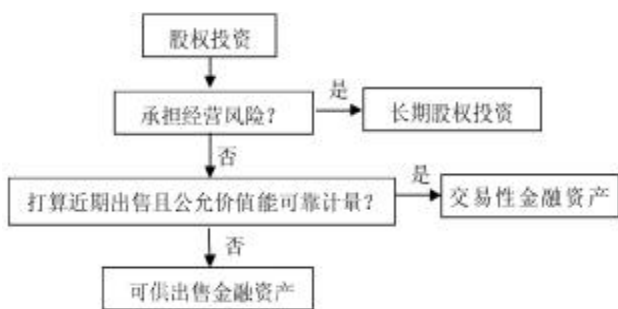 股权投资
是
承担经营风险？
长期股权投资
否
是
打算近期出售且公允价值能可靠计量？
交易性金融资产
否
可供出售金融资产